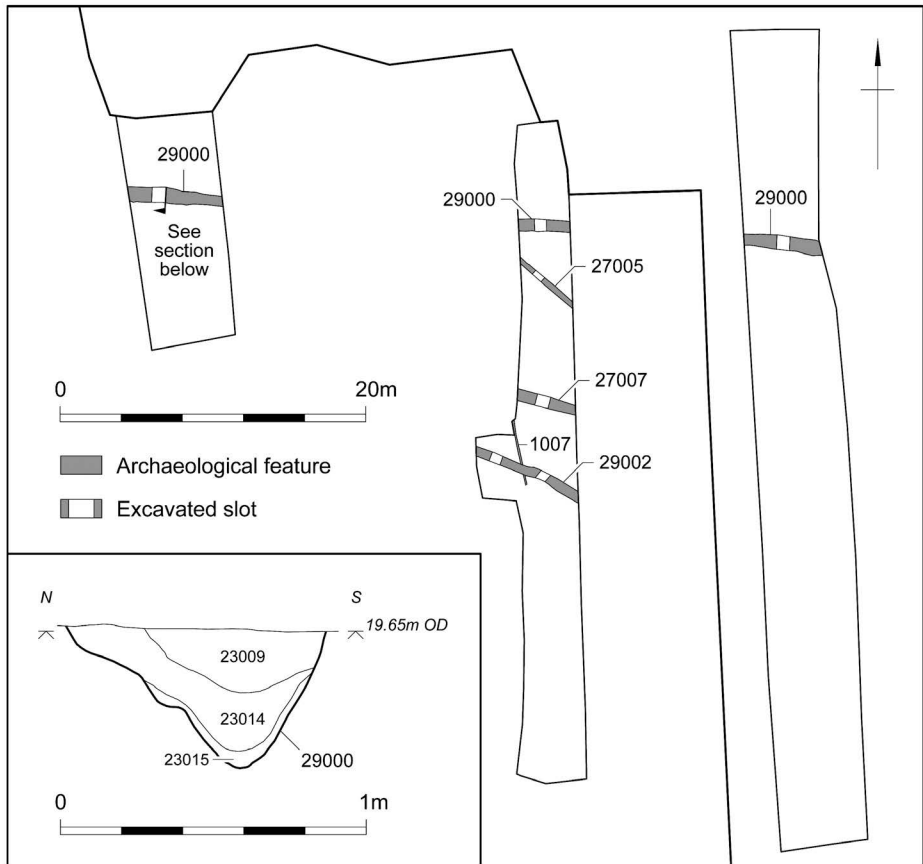 29000
See
section
below
29000
27005
27007
1007
29002
29000
0 20m
Archaeological feature
Excavated slot
N S
19.65m OD
23009
23014
23015
29000
0 1m